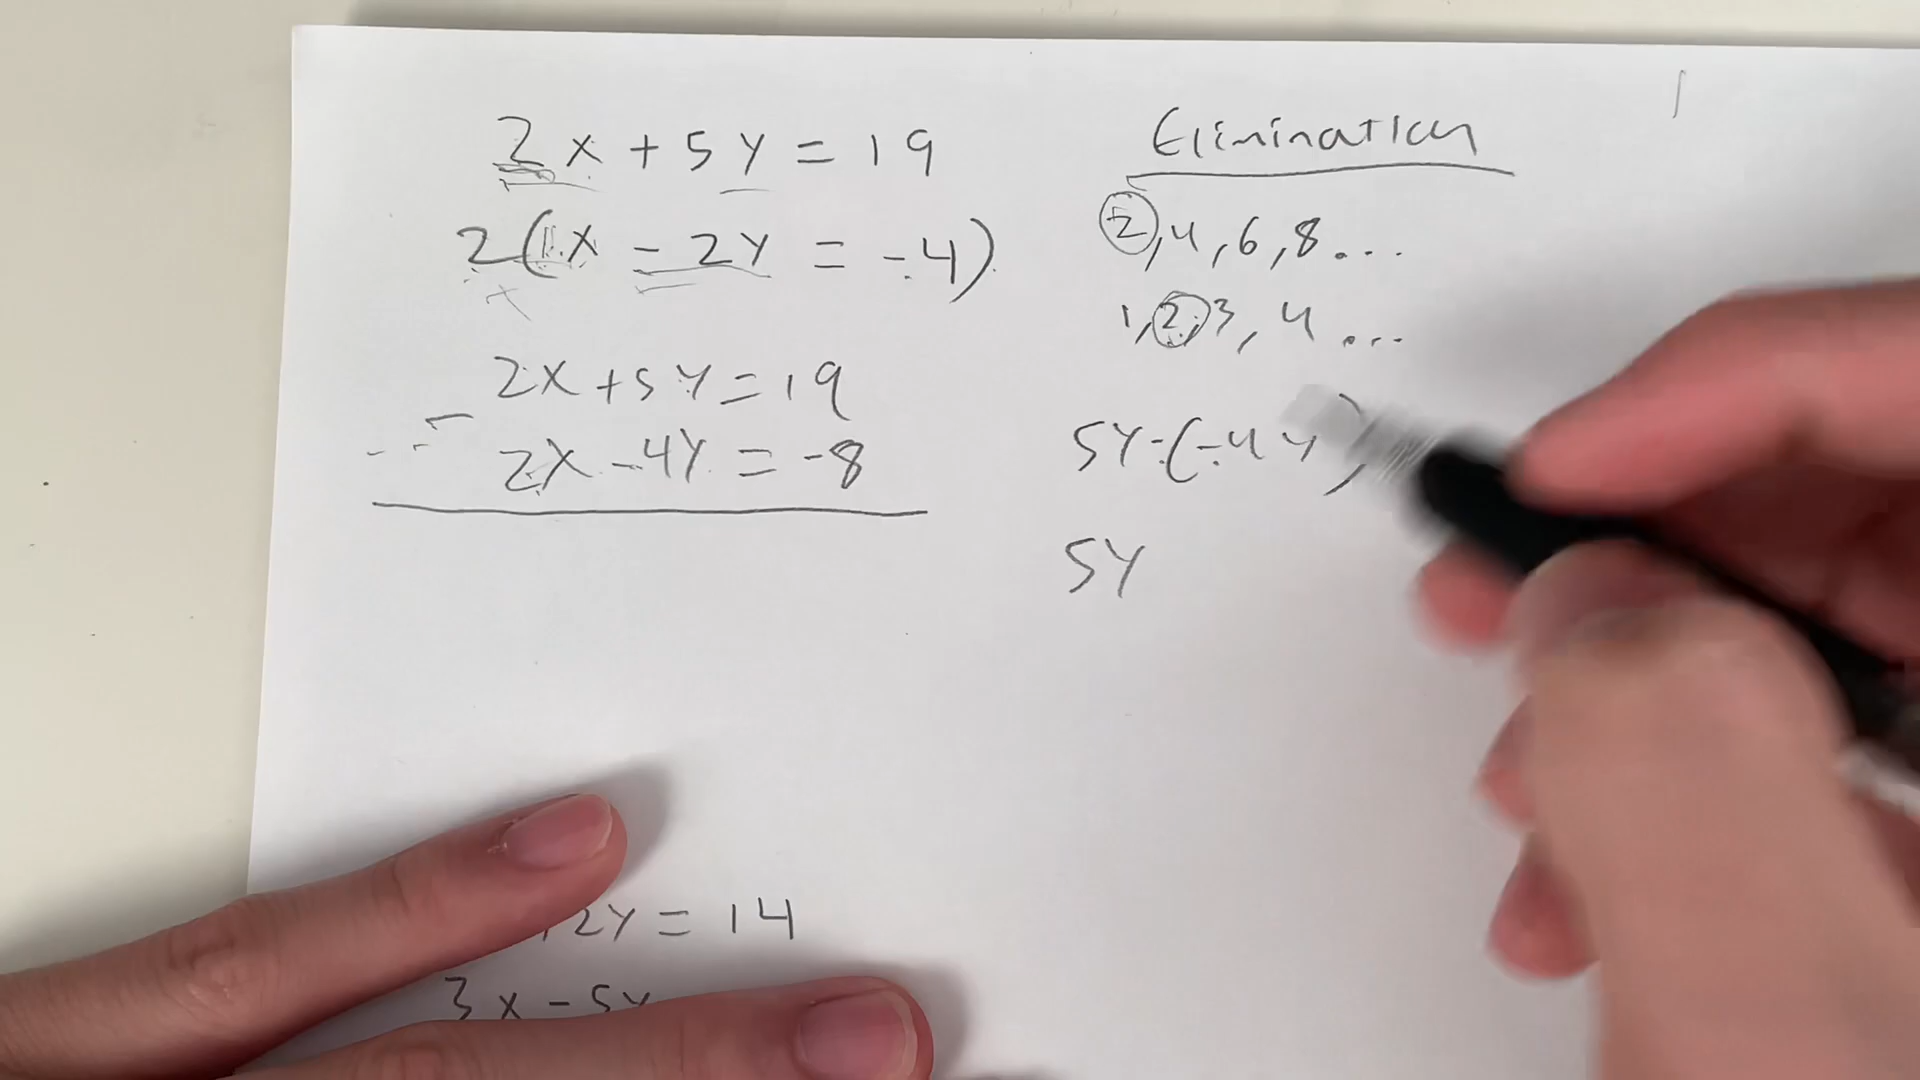 2x + 5y = 19
2(1x - 2y = -4)
2x + 5y = 19
- 2x - 4y = -8
Elimination
2, 4, 6, 8...
1, 2, 3, 4...
5y - (-4y)
5y
2y = 14
3x - 5y